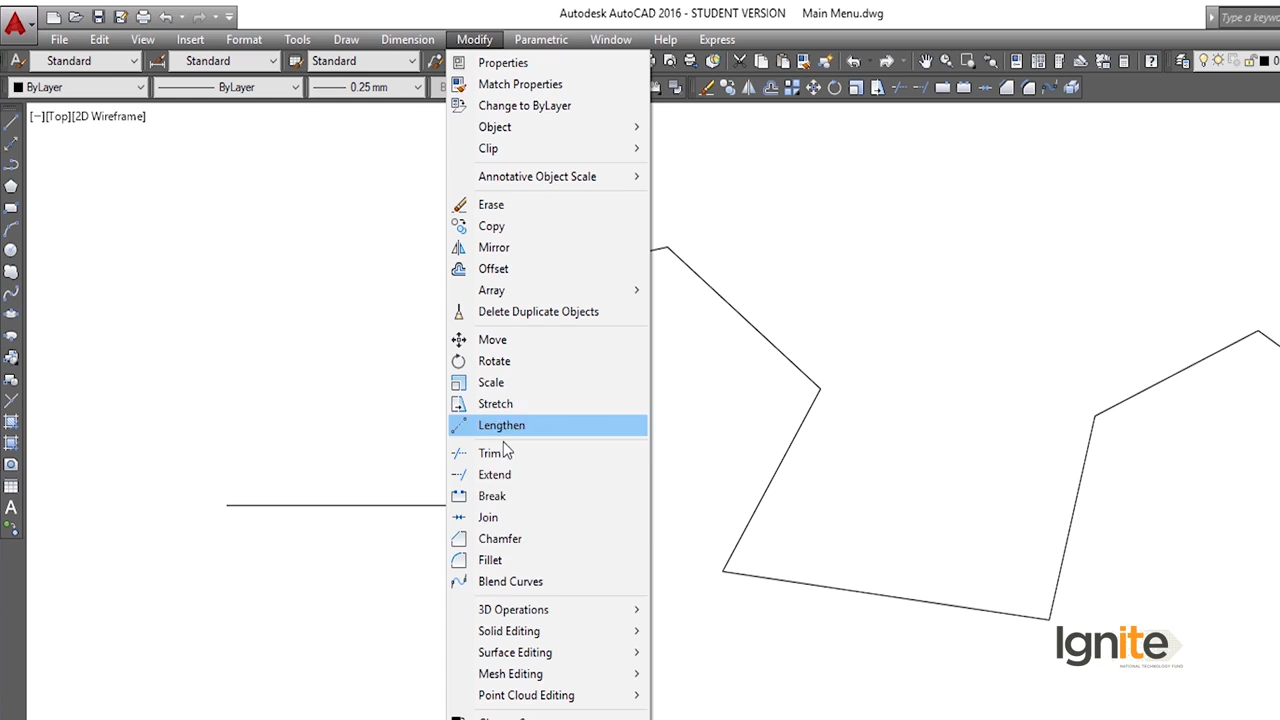 Autodesk AutoCAD 2016 - STUDENT VERSION Main Menu.dwg
Type a keyw
File Edit View Insert Format Tools Draw Dimension Modify Parametric Window Help Express
Standard Standard Standard
ByLayer ByLayer 0.25 mm
[−][Top][2D Wireframe]
Properties
Match Properties
Change to ByLayer
Object
Clip
Annotative Object Scale
Erase
Copy
Mirror
Offset
Array
Delete Duplicate Objects
Move
Rotate
Scale
Stretch
Lengthen
Trim
Extend
Break
Join
Chamfer
Fillet
Blend Curves
3D Operations
Solid Editing
Surface Editing
Mesh Editing
Point Cloud Editing
Ignite
NATIONAL TECHNOLOGY FUND